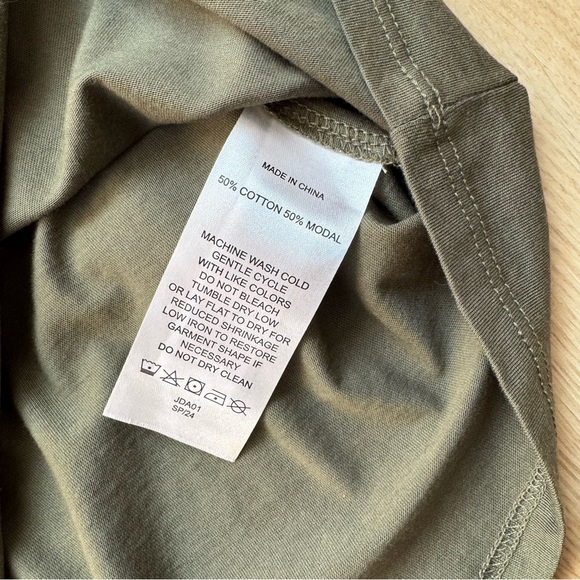 MADE IN CHINA
50% COTTON 50% MODAL
MACHINE WASH COLD
GENTLE CYCLE
WITH LIKE COLORS
DO NOT BLEACH
TUMBLE DRY LOW
OR LAY FLAT TO DRY FOR
REDUCED SHRINKAGE
LOW IRON TO RESTORE
GARMENT SHAPE IF
NECESSARY
DO NOT DRY CLEAN
JDA01
SP/24